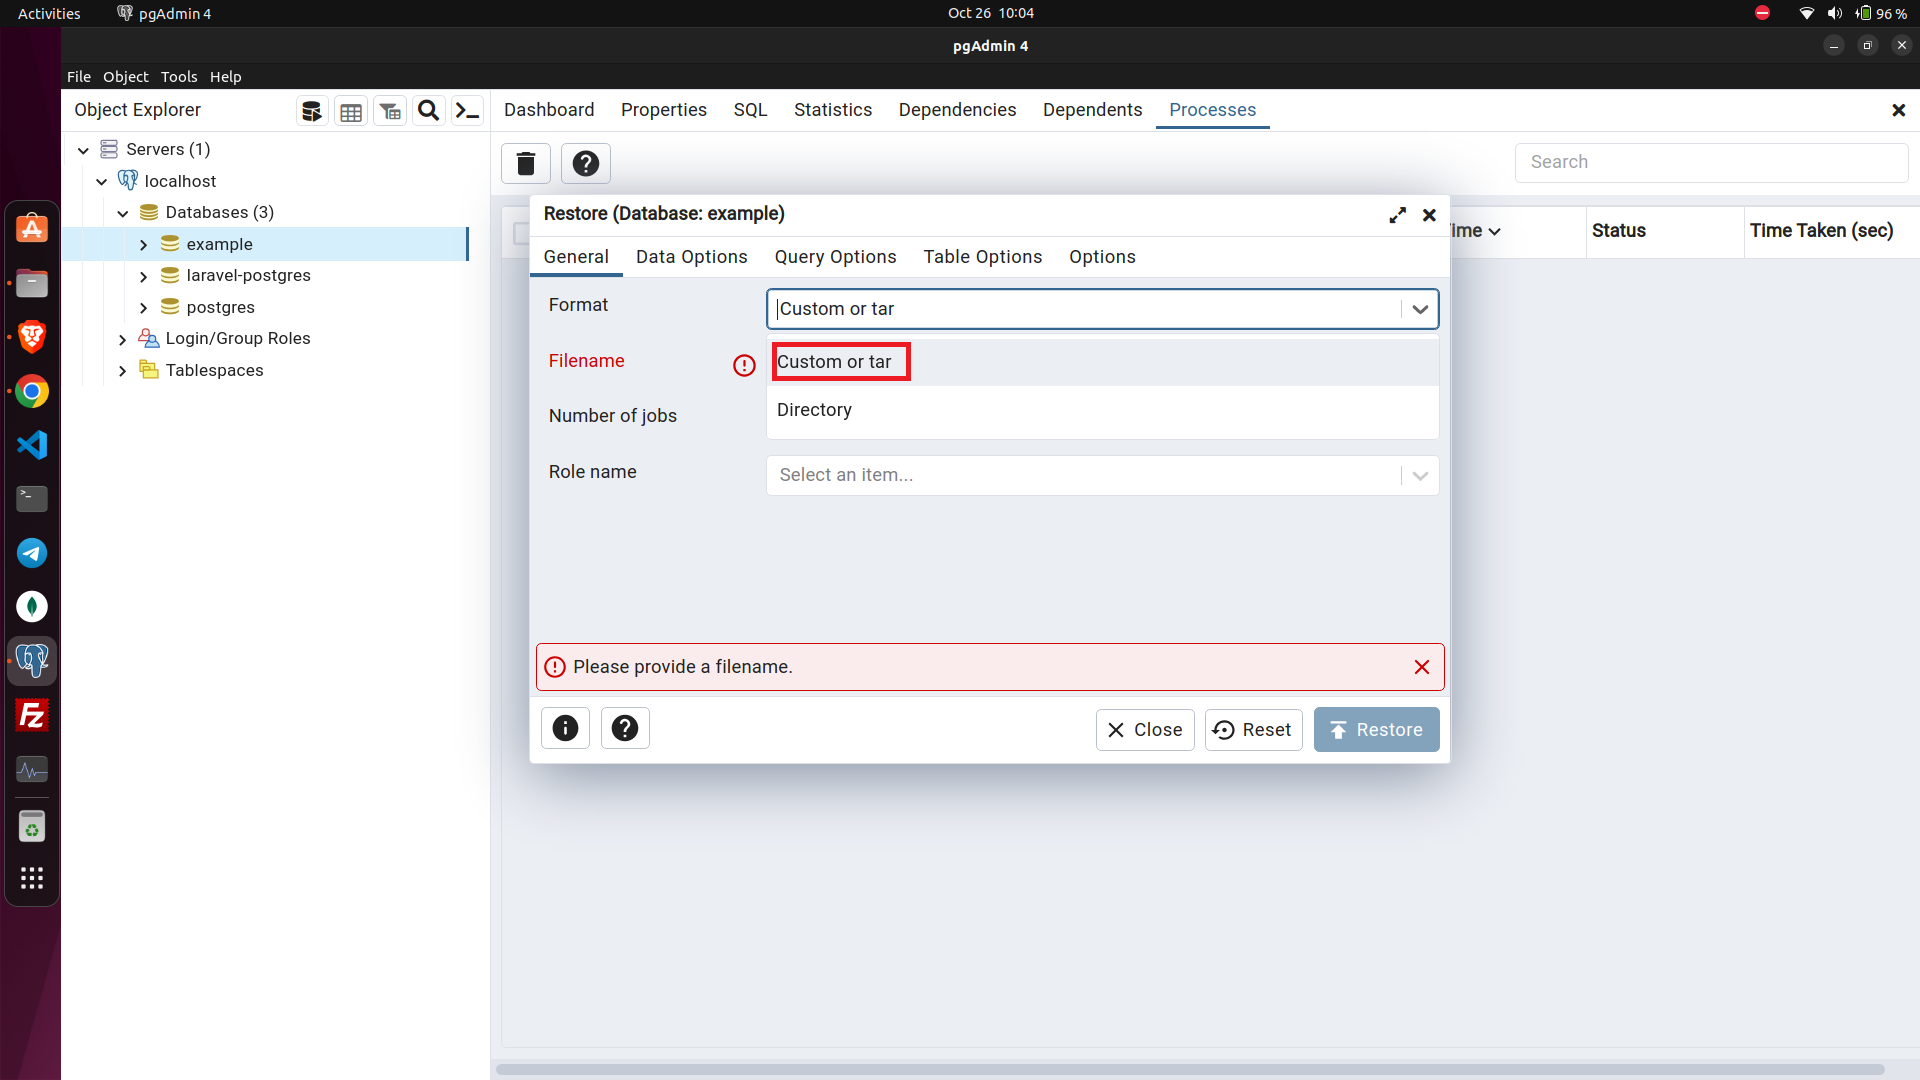 Activities pgAdmin 4 Oct 26 10:04 96 %
pgAdmin 4
File Object Tools Help
Object Explorer
Dashboard Properties SQL Statistics Dependencies Dependents Processes
Servers (1)
localhost
Databases (3)
example
laravel-postgres
postgres
Login/Group Roles
Tablespaces
Search
Status Time Taken (sec)
Restore (Database: example)
General Data Options Query Options Table Options Options
Format Custom or tar
Filename Custom or tar
Directory
Number of jobs
Role name Select an item...
Please provide a filename.
Close Reset Restore